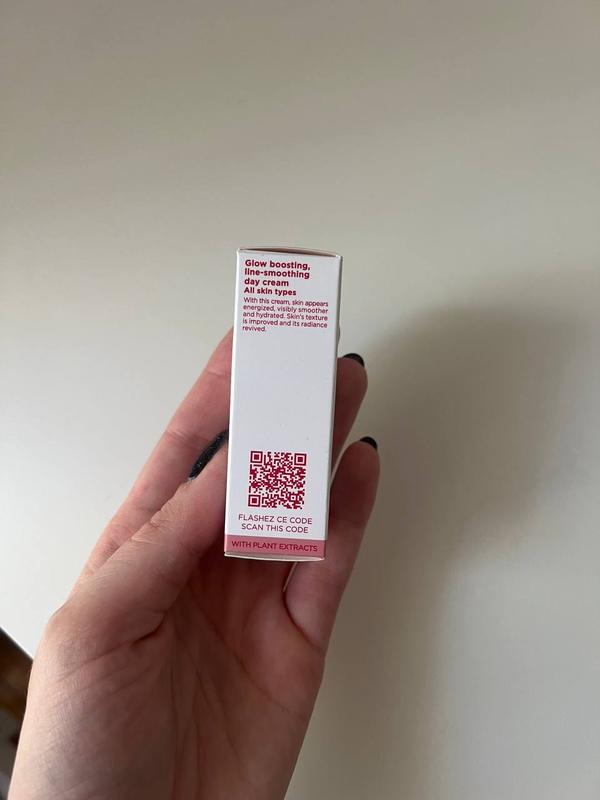 Glow boosting,
line-smoothing
day cream
All skin types
With this cream, skin appears
energized, visibly smoother
and hydrated. Skin's texture
is improved and its radiance
revived.
FLASHEZ CE CODE
SCAN THIS CODE
WITH PLANT EXTRACTS